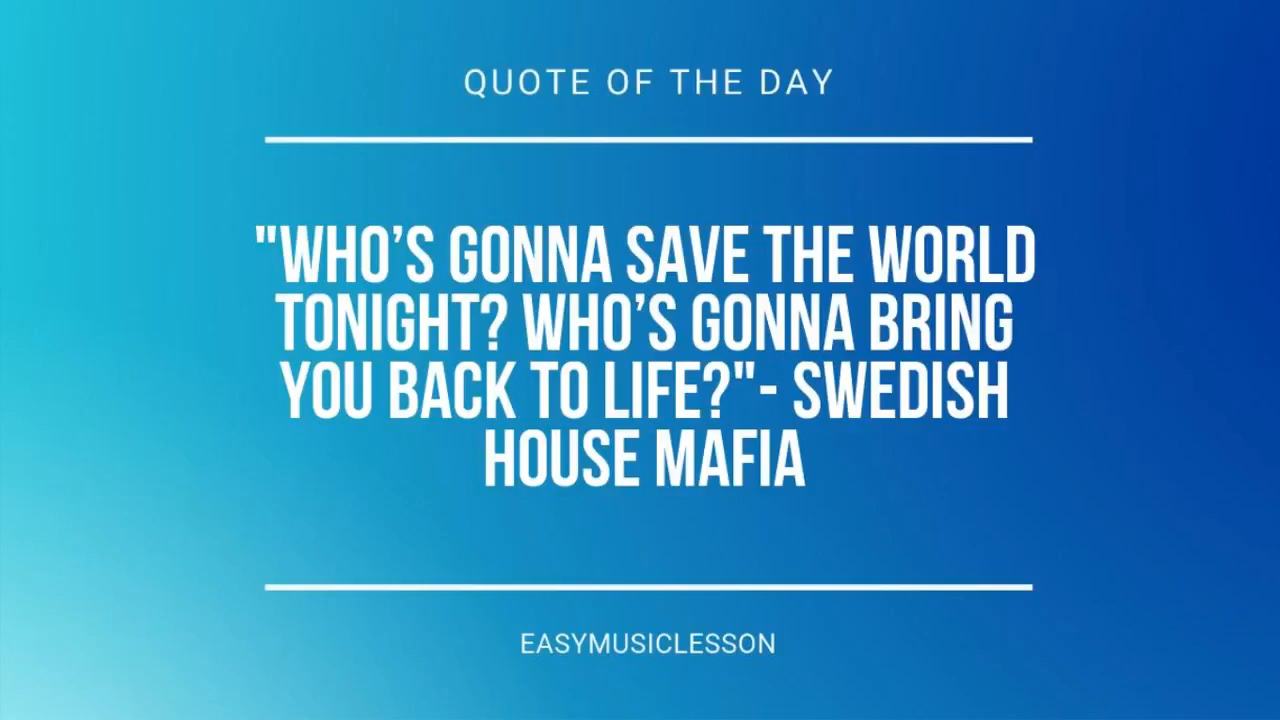 QUOTE OF THE DAY
"WHO’S GONNA SAVE THE WORLD
TONIGHT? WHO’S GONNA BRING
YOU BACK TO LIFE?"- SWEDISH
HOUSE MAFIA
EASYMUSICLESSON